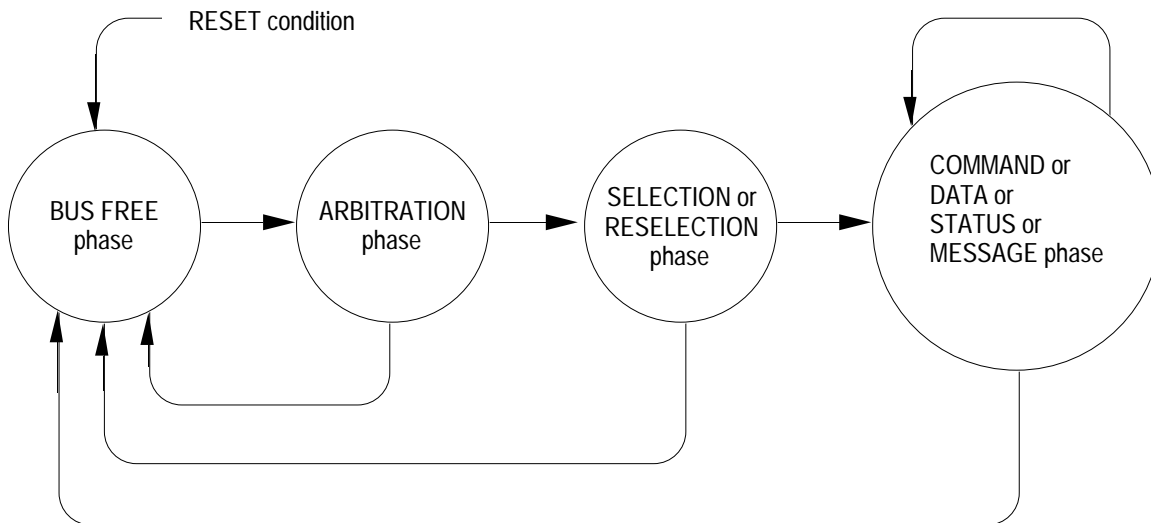 RESET condition
BUS FREE
phase
ARBITRATION
phase
SELECTION or
RESELECTION
phase
COMMAND or
DATA or
STATUS or
MESSAGE phase